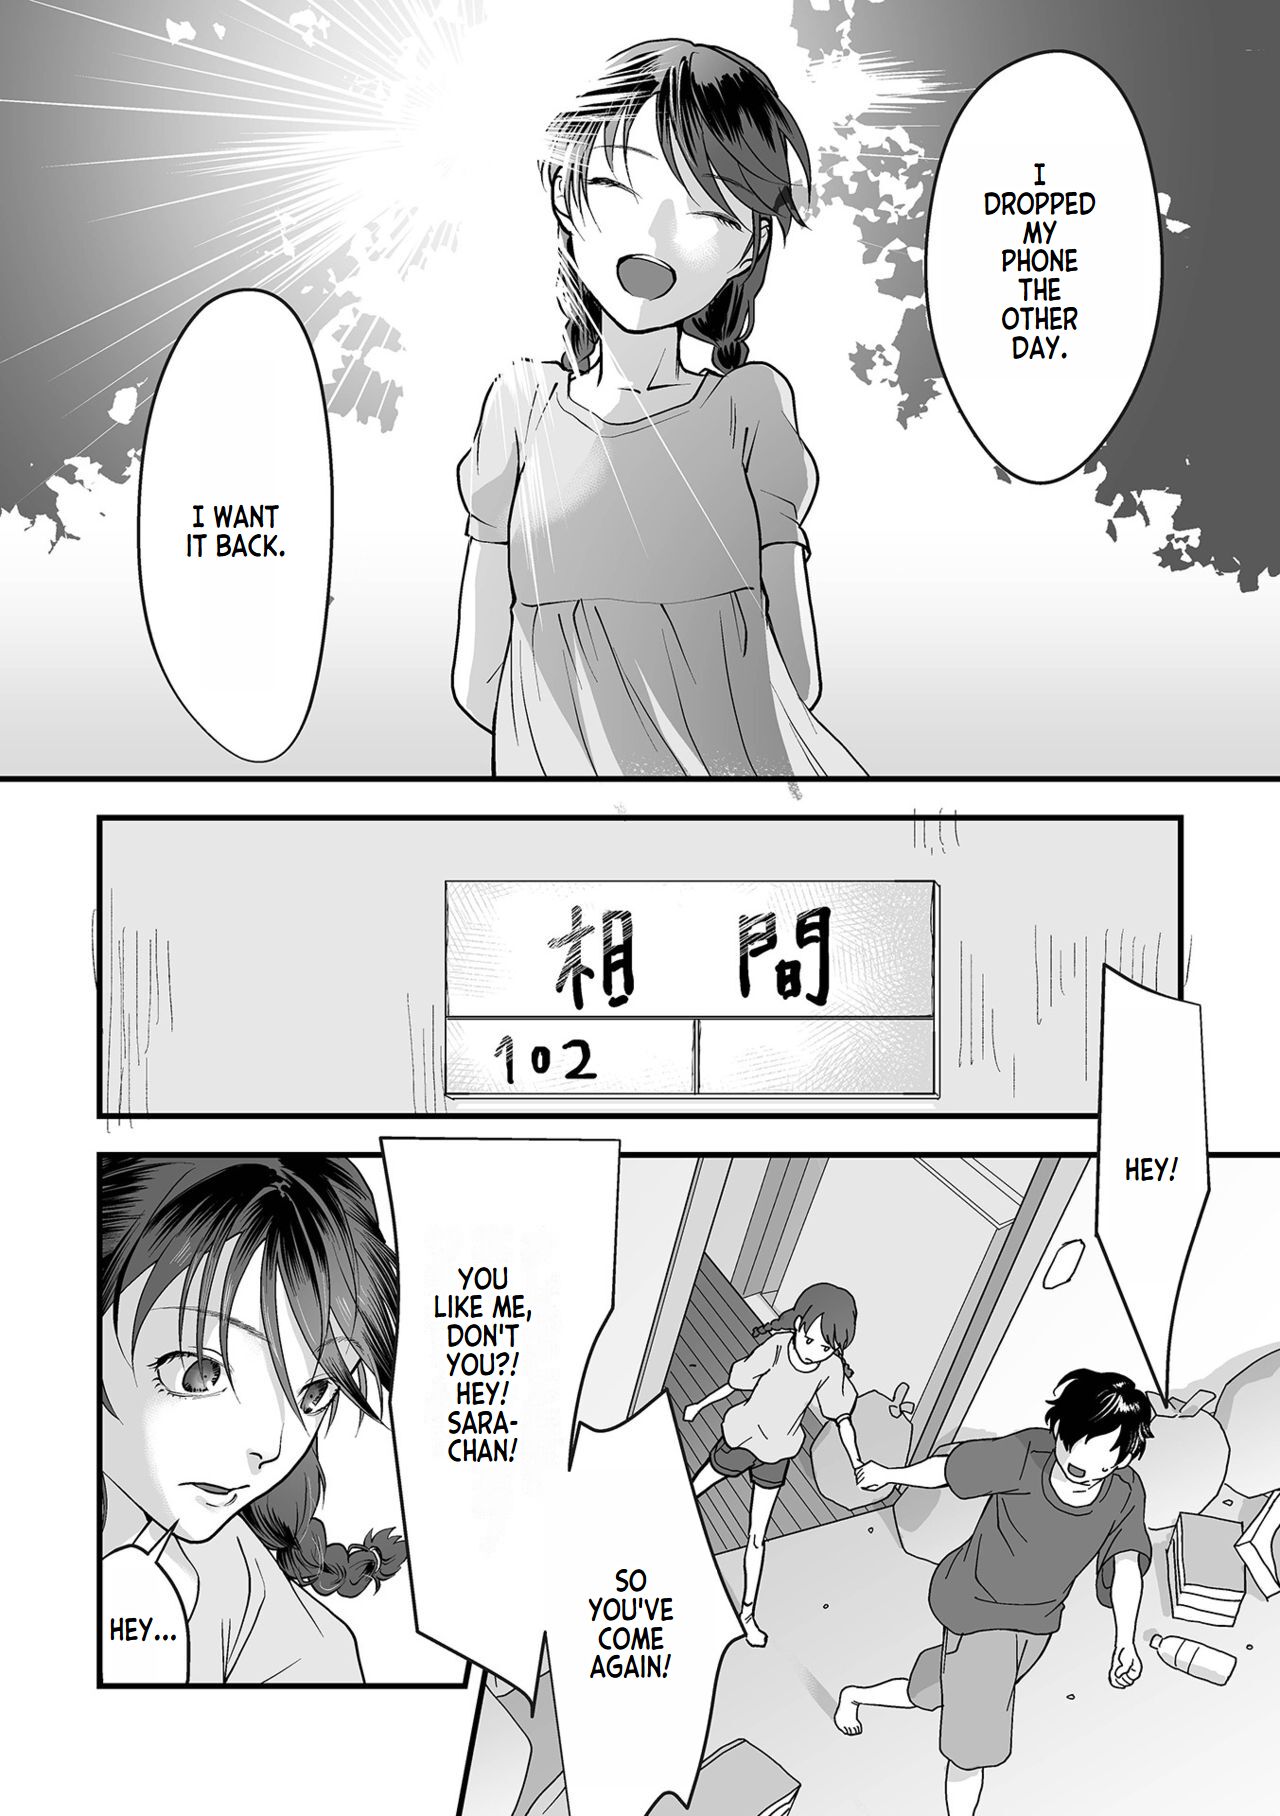 I
DROPPED
MY
PHONE
THE
OTHER
DAY.
I WANT
IT BACK.
相間
102
HEY!
SO
YOU'VE
COME
AGAIN!
YOU
LIKE ME,
DON'T
YOU?!
HEY!
SARA-
CHAN!
HEY...